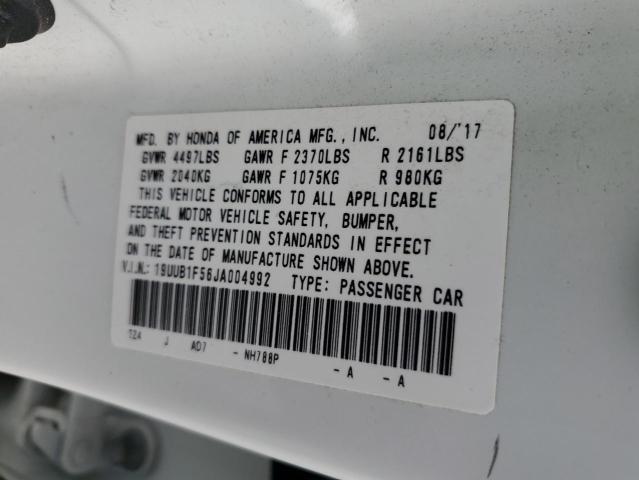 MFD. BY HONDA OF AMERICA MFG., INC. 08/'17
GVWR 4497LBS GAWR F 2370LBS R 2161LBS
GVWR 2040KG GAWR F 1075KG R 980KG
THIS VEHICLE CONFORMS TO ALL APPLICABLE
FEDERAL MOTOR VEHICLE SAFETY, BUMPER,
AND THEFT PREVENTION STANDARDS IN EFFECT
ON THE DATE OF MANUFACTURE SHOWN ABOVE.
V.I.N.: 19UUB1F56JA004992 TYPE: PASSENGER CAR
TZ4 J AD7 - NH788P - A - A